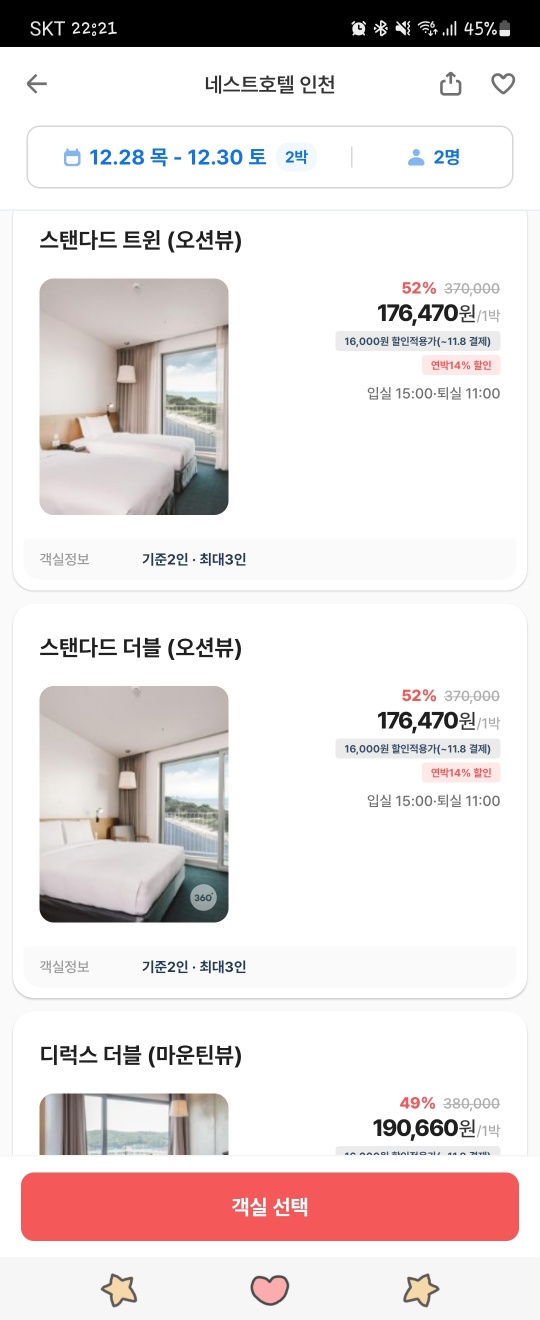 SKT 22:21
45%
네스트호텔 인천
12.28 목 - 12.30 토 2박
2명
스탠다드 트윈 (오션뷰)
52% 370,000
176,470원/1박
16,000원 할인적용가(~11.8 결제)
연박14% 할인
입실 15:00·퇴실 11:00
객실정보 기준2인 · 최대3인
스탠다드 더블 (오션뷰)
52% 370,000
176,470원/1박
16,000원 할인적용가(~11.8 결제)
연박14% 할인
입실 15:00·퇴실 11:00
360°
객실정보 기준2인 · 최대3인
디럭스 더블 (마운틴뷰)
49% 380,000
190,660원/1박
객실 선택